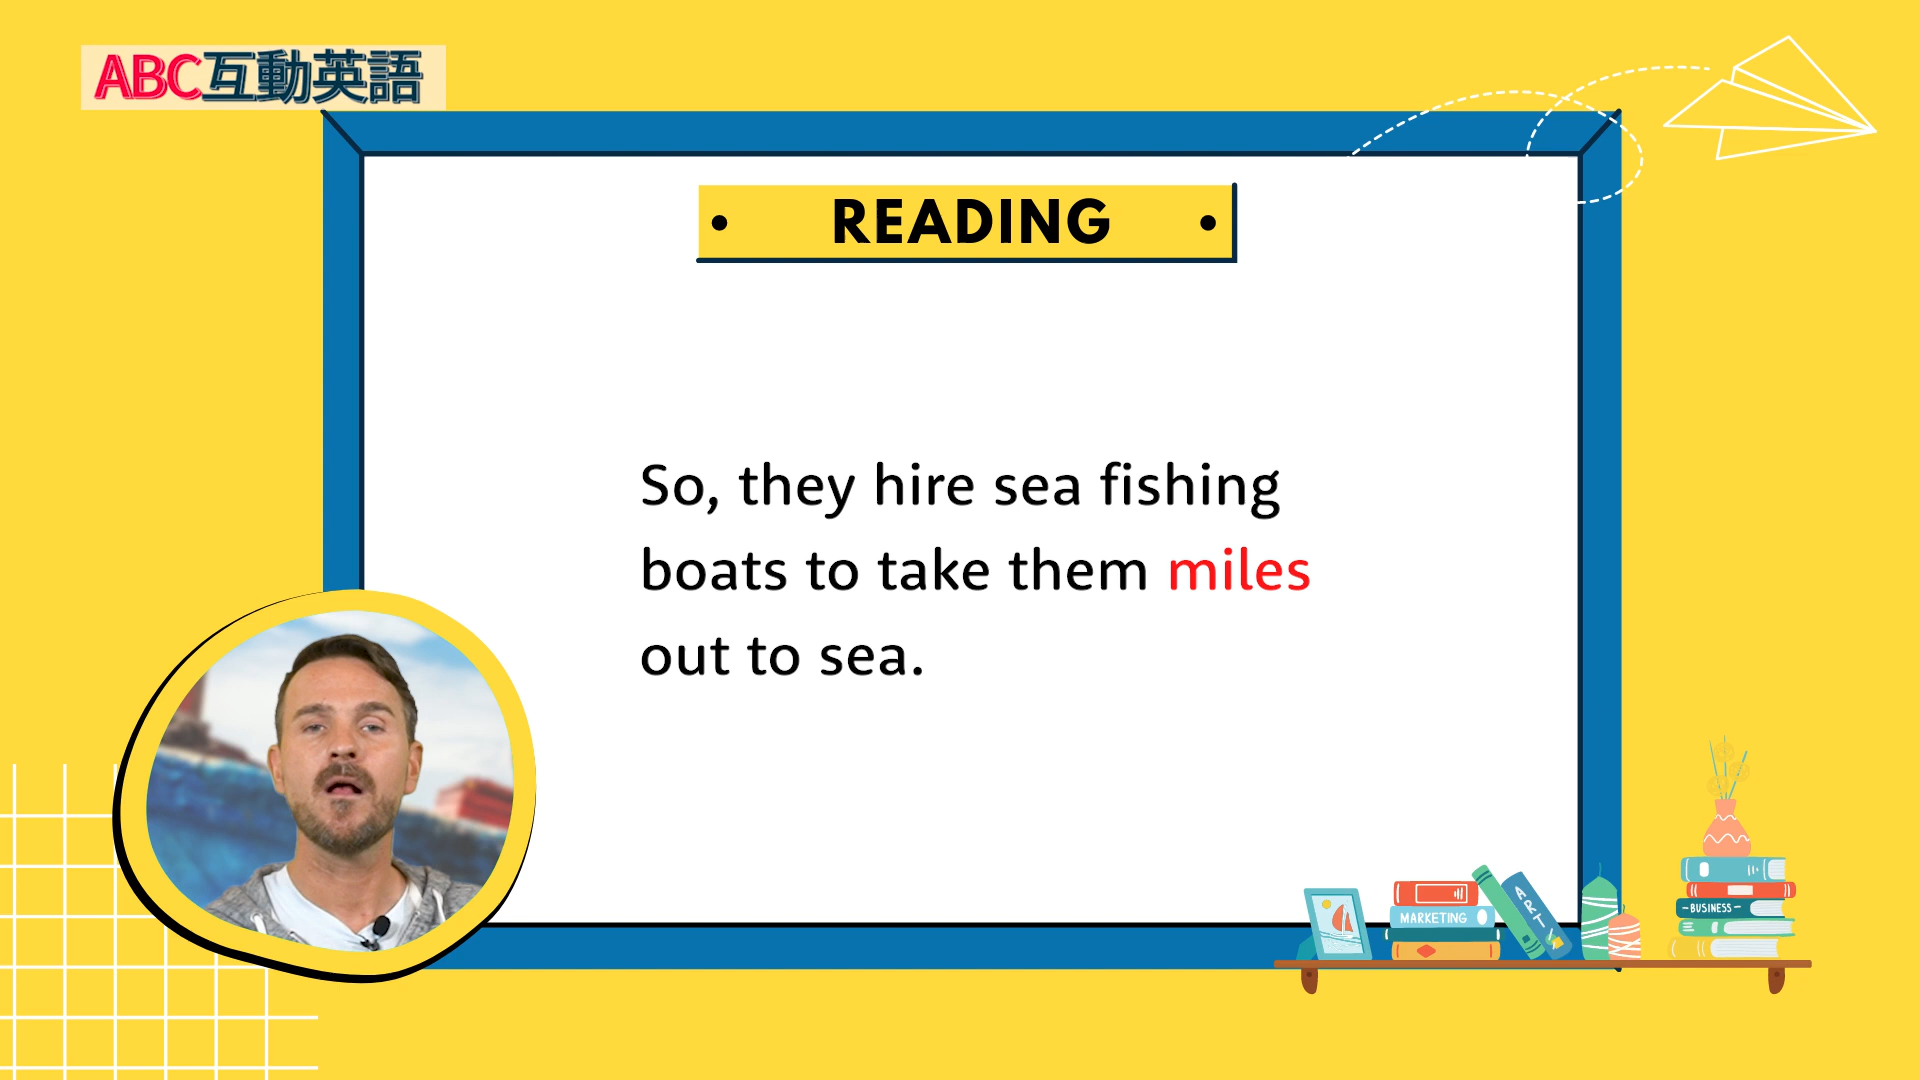 ABC互動英語
• READING •
So, they hire sea fishing
boats to take them miles
out to sea.
MARKETING
ART
BUSINESS